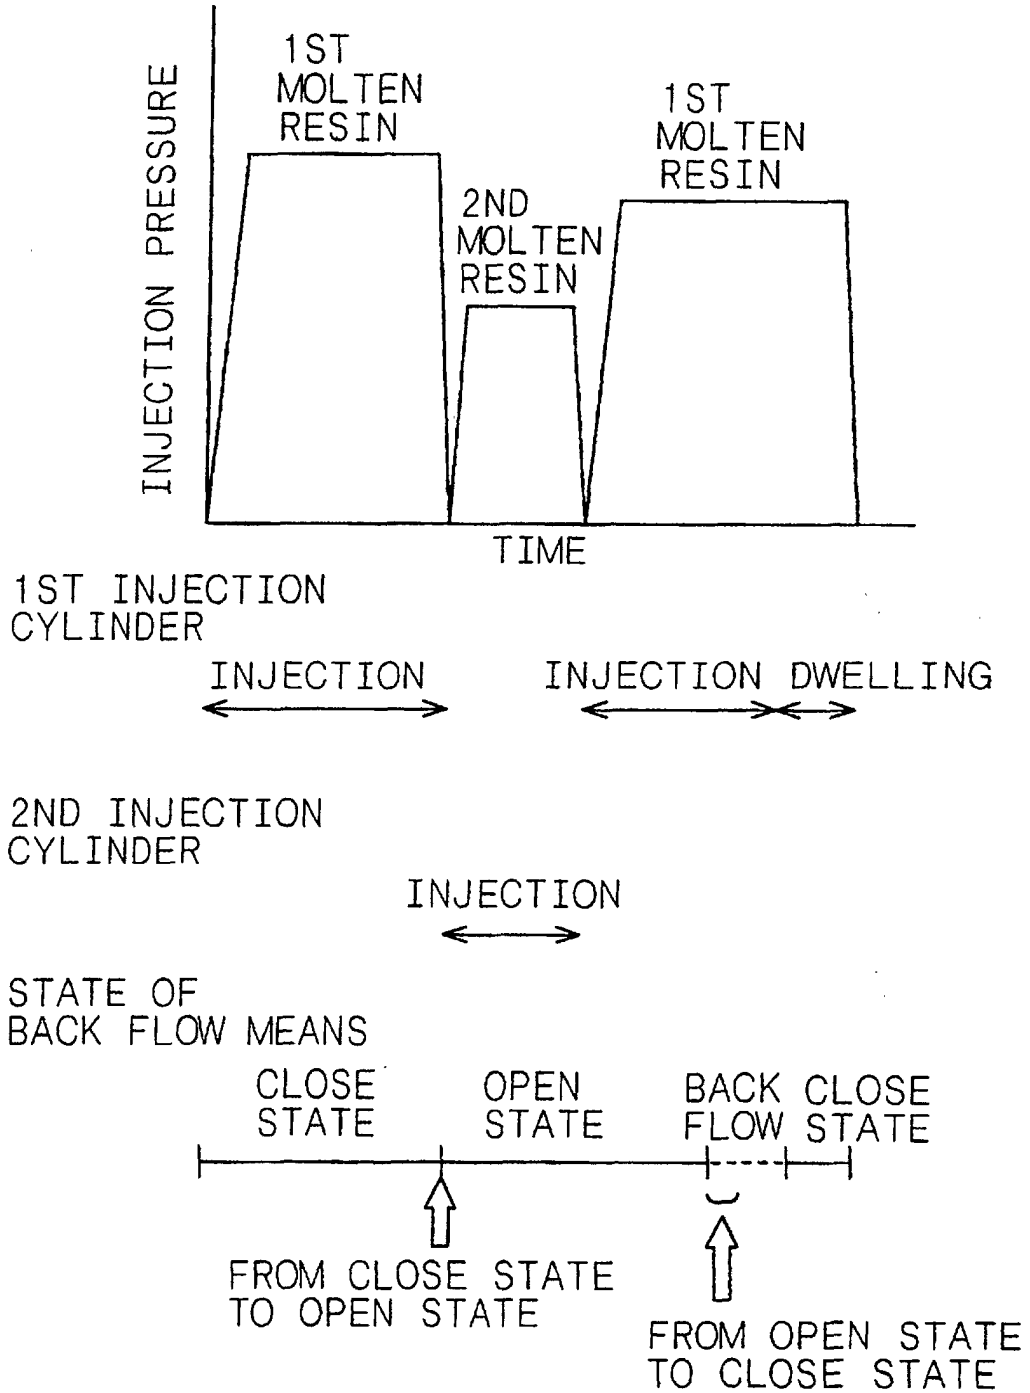 INJECTION PRESSURE
1ST
MOLTEN
RESIN
2ND
MOLTEN
RESIN
1ST
MOLTEN
RESIN
TIME
1ST INJECTION
CYLINDER
INJECTION
INJECTION DWELLING
2ND INJECTION
CYLINDER
INJECTION
STATE OF
BACK FLOW MEANS
CLOSE
STATE
OPEN
STATE
BACK
FLOW
CLOSE
STATE
FROM CLOSE STATE
TO OPEN STATE
FROM OPEN STATE
TO CLOSE STATE